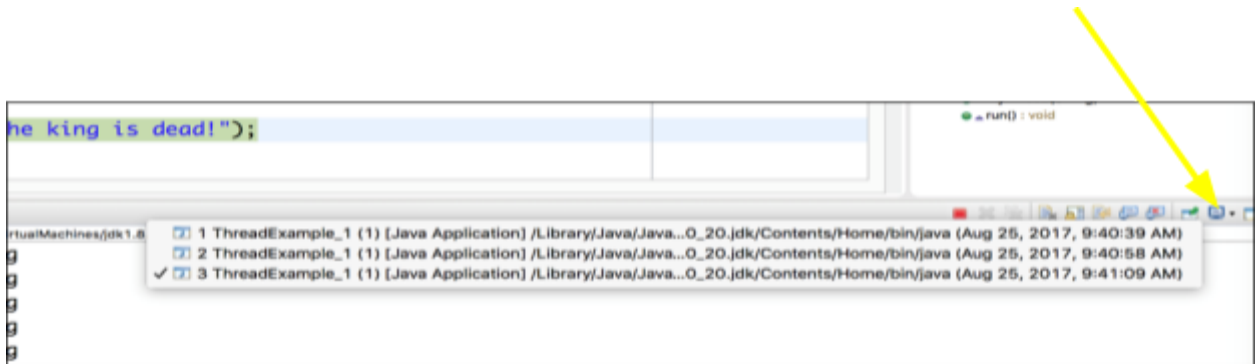 he king is dead!");
run() : void
rtualMachines/jdk1.8
1 ThreadExample_1 (1) [Java Application] /Library/Java/Java...0_20.jdk/Contents/Home/bin/java (Aug 25, 2017, 9:40:39 AM)
2 ThreadExample_1 (1) [Java Application] /Library/Java/Java...0_20.jdk/Contents/Home/bin/java (Aug 25, 2017, 9:40:58 AM)
3 ThreadExample_1 (1) [Java Application] /Library/Java/Java...0_20.jdk/Contents/Home/bin/java (Aug 25, 2017, 9:41:09 AM)
g
g
g
g
g